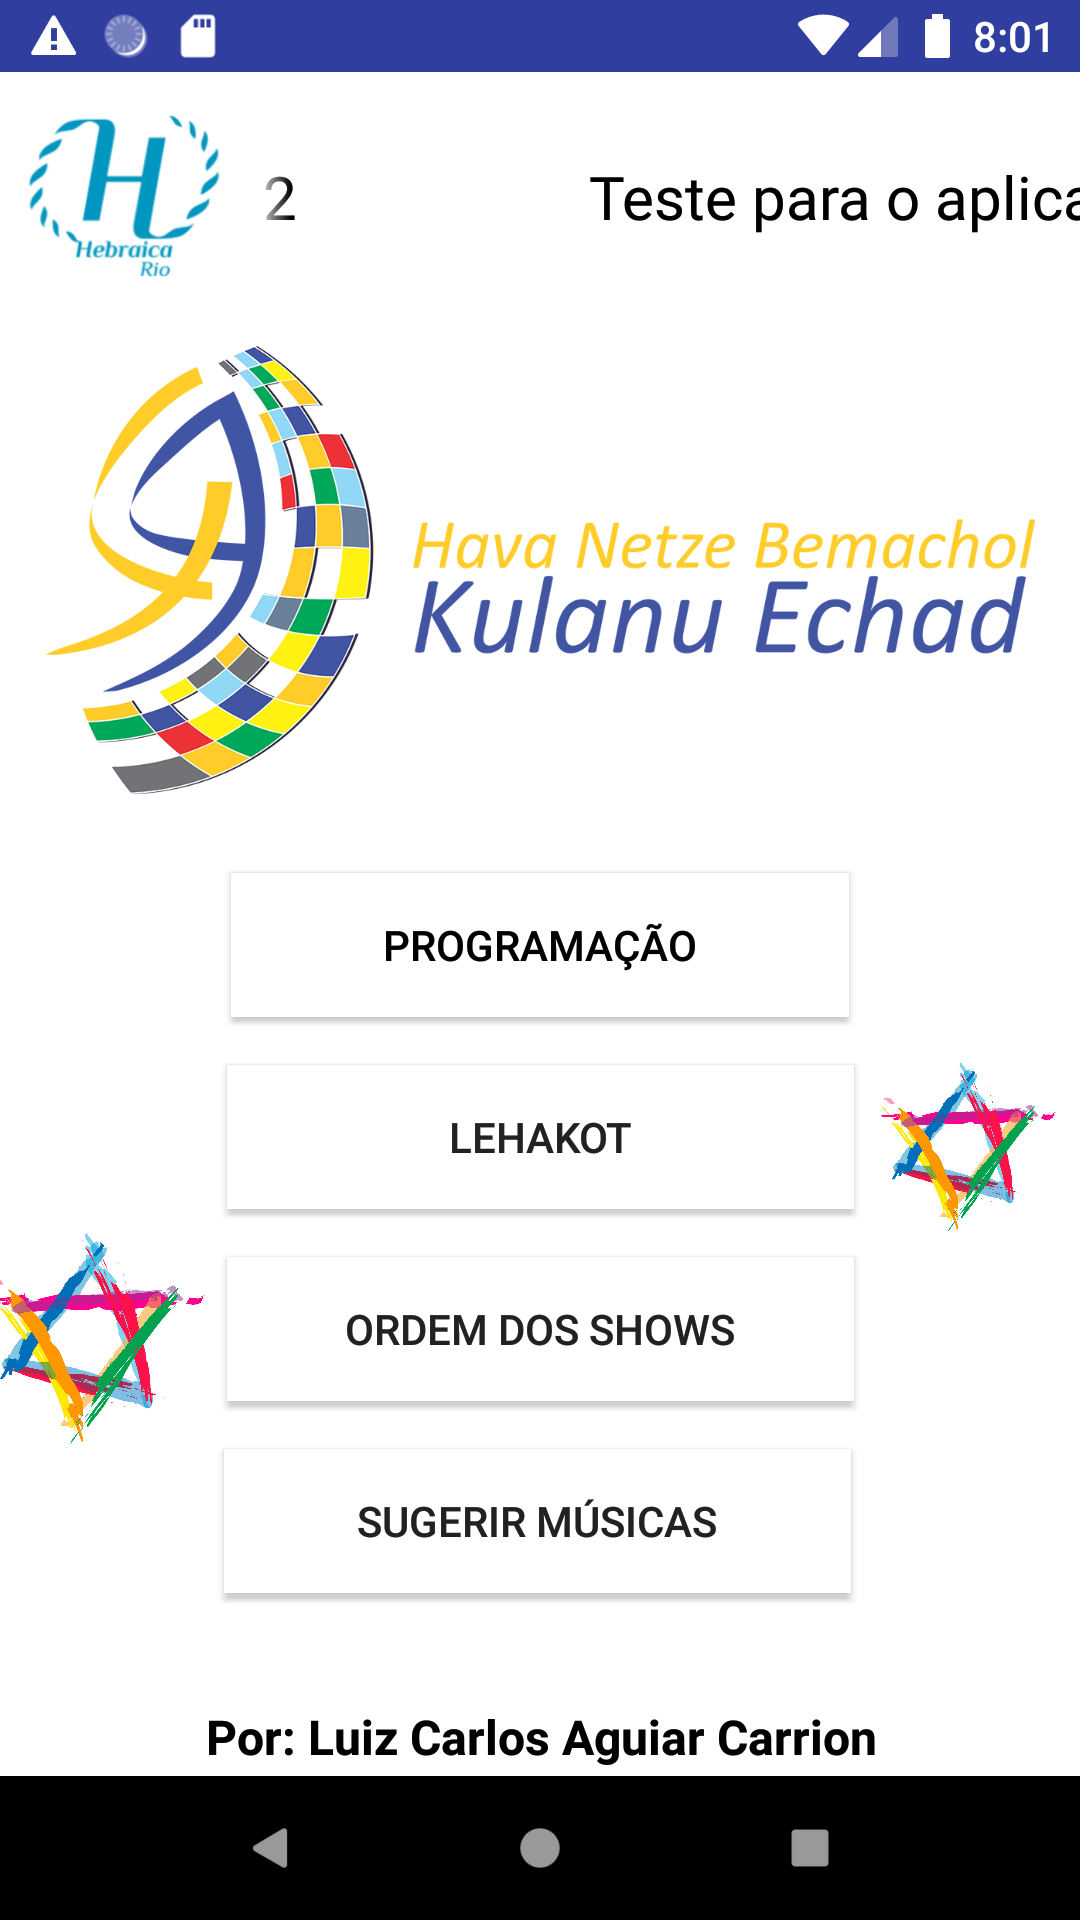 8:01
H
Hebraica
Rio
2 Teste para o aplica
Hava Netze Bemachol
Kulanu Echad
PROGRAMAÇÃO
LEHAKOT
ORDEM DOS SHOWS
SUGERIR MÚSICAS
Por: Luiz Carlos Aguiar Carrion